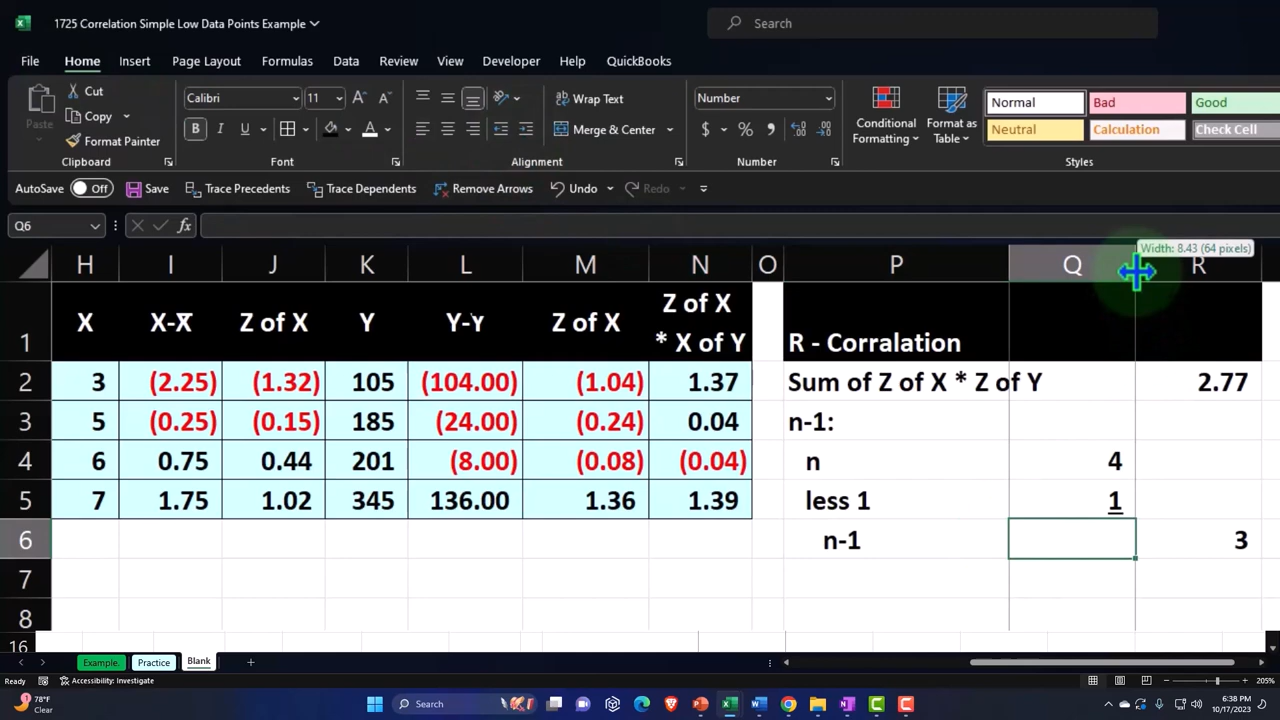 1725 Correlation Simple Low Data Points Example
Search
File Home Insert Page Layout Formulas Data Review View Developer Help QuickBooks
Paste
Cut
Copy
Format Painter
Clipboard
Calibri 11
B I U
Font
Wrap Text
Merge & Center
Alignment
Number
$ % ,
Number
Conditional Formatting
Format as Table
Normal Bad Good
Neutral Calculation Check Cell
Styles
AutoSave Off Save Trace Precedents Trace Dependents Remove Arrows Undo Redo
Q6 fx
Width: 8.43 (64 pixels)
H I J K L M N O P Q R
1 X X-X̅ Z of X Y Y-Y̅ Z of X Z of X * X of Y R - Corralation
2 3 (2.25) (1.32) 105 (104.00) (1.04) 1.37 Sum of Z of X * Z of Y 2.77
3 5 (0.25) (0.15) 185 (24.00) (0.24) 0.04 n-1:
4 6 0.75 0.44 201 (8.00) (0.08) (0.04) n 4
5 7 1.75 1.02 345 136.00 1.36 1.39 less 1 1
6 n-1 3
7
8
16
Example Practice Blank
Ready Accessibility: Investigate 205%
78°F
Clear
Search
6:38 PM
10/17/2023